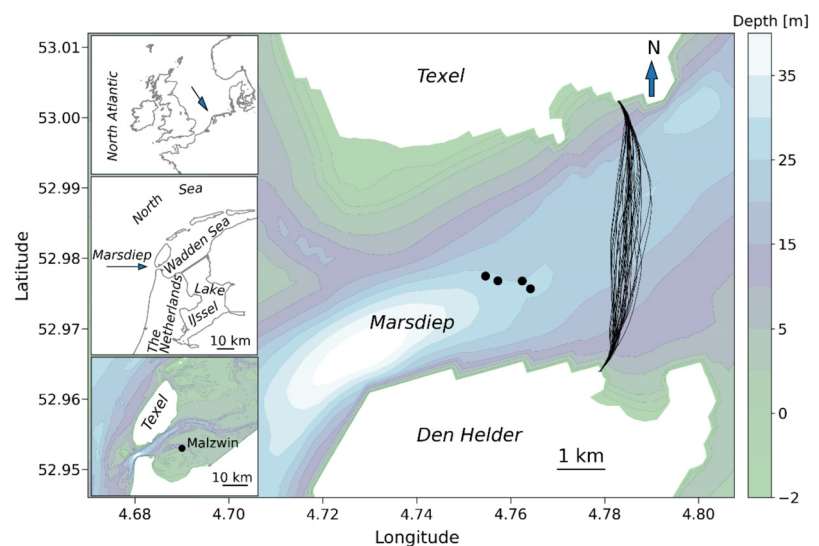 Depth [m]
53.01
53.00
52.99
52.98
52.97
52.96
52.95
Latitude
North Atlantic
North Sea
Marsdiep
Wadden Sea
The
Netherlands
Lake
IJssel
10 km
Texel
Malzwin
10 km
Texel
N
Marsdiep
Den Helder
1 km
35
25
15
5
0
−2
4.68
4.70
4.72
4.74
4.76
4.78
4.80
Longitude